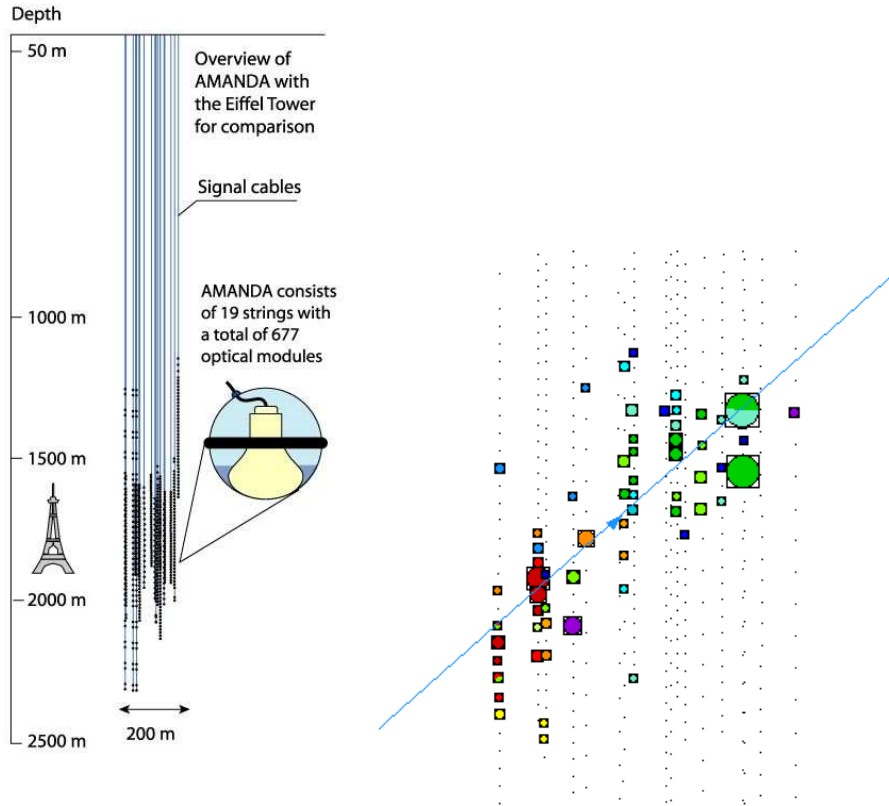 Depth
50 m
Overview of
AMANDA with
the Eiffel Tower
for comparison
Signal cables
AMANDA consists
of 19 strings with
a total of 677
optical modules
1000 m
1500 m
2000 m
200 m
2500 m